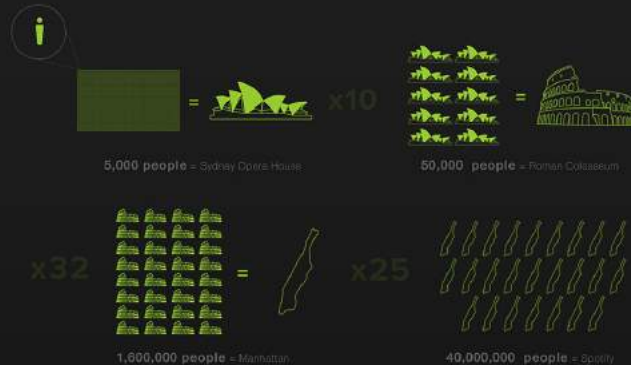 = x10 =
5,000 people = Sydney Opera House
50,000 people = Roman Colosseum
x32 = x25
1,600,000 people = Manhattan
40,000,000 people = Spotify